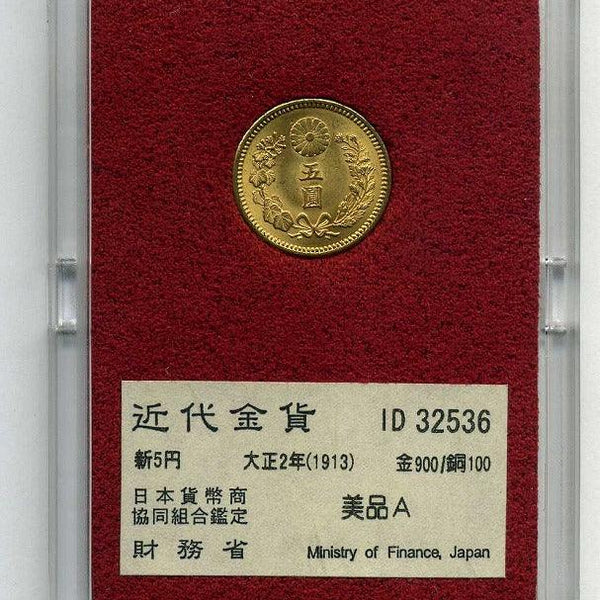 五
圓
近代金貨 ID 32536
新5円 大正2年(1913) 金900/銅100
日本貨幣商
協同組合鑑定 美品A
財務省 Ministry of Finance, Japan